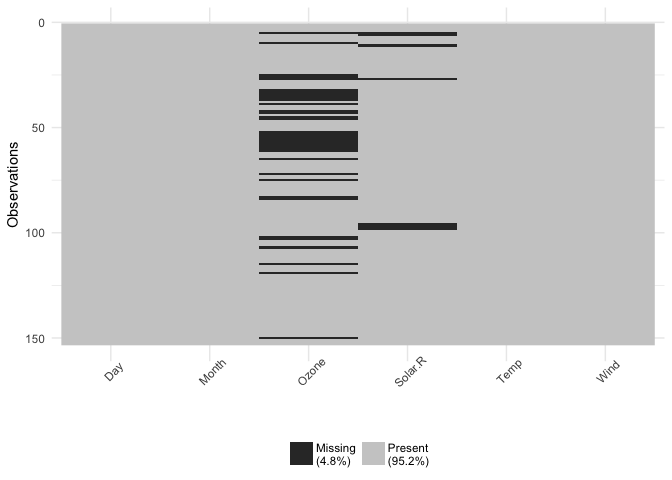 0
50
100
150
Observations
Day
Month
Ozone
Solar.R
Temp
Wind
Missing
(4.8%)
Present
(95.2%)